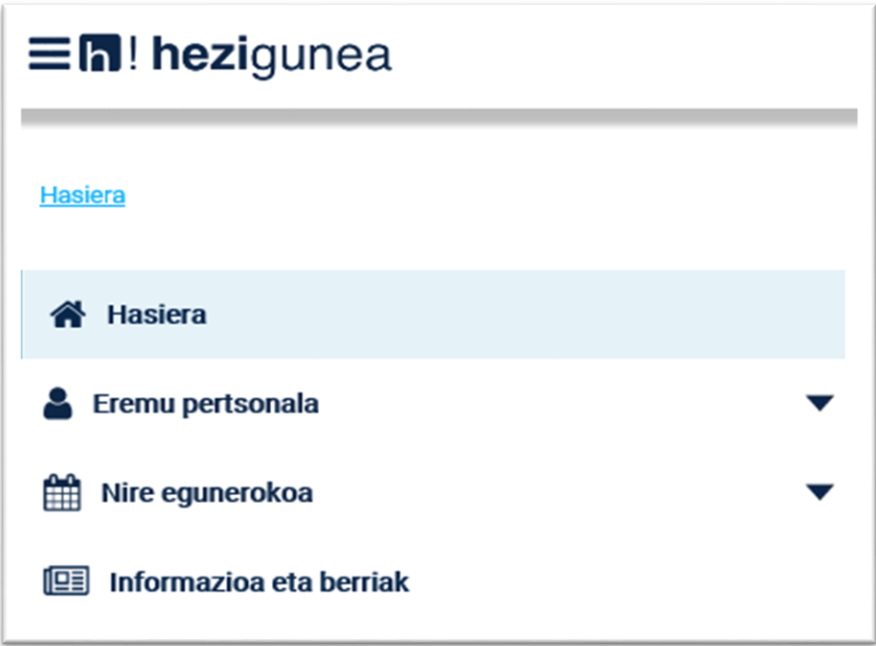 h! hezigunea
Hasiera
Hasiera
Eremu pertsonala
Nire egunerokoa
Informazioa eta berriak